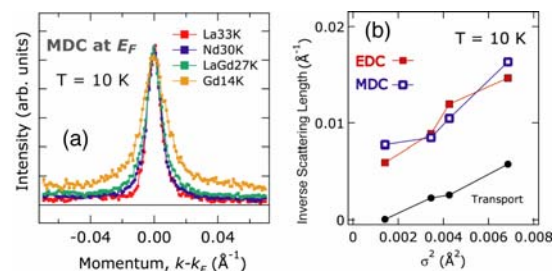 (a)
MDC at E_F
T = 10 K
La33K
Nd30K
LaGd27K
Gd14K
Intensity (arb. units)
-0.04
0.00
0.04
Momentum, k-k_F (Å⁻¹)
(b)
T = 10 K
EDC
MDC
Transport
Inverse Scattering Length (Å⁻¹)
0.01
0
0
0.002
0.004
0.006
0.008
σ² (Å²)